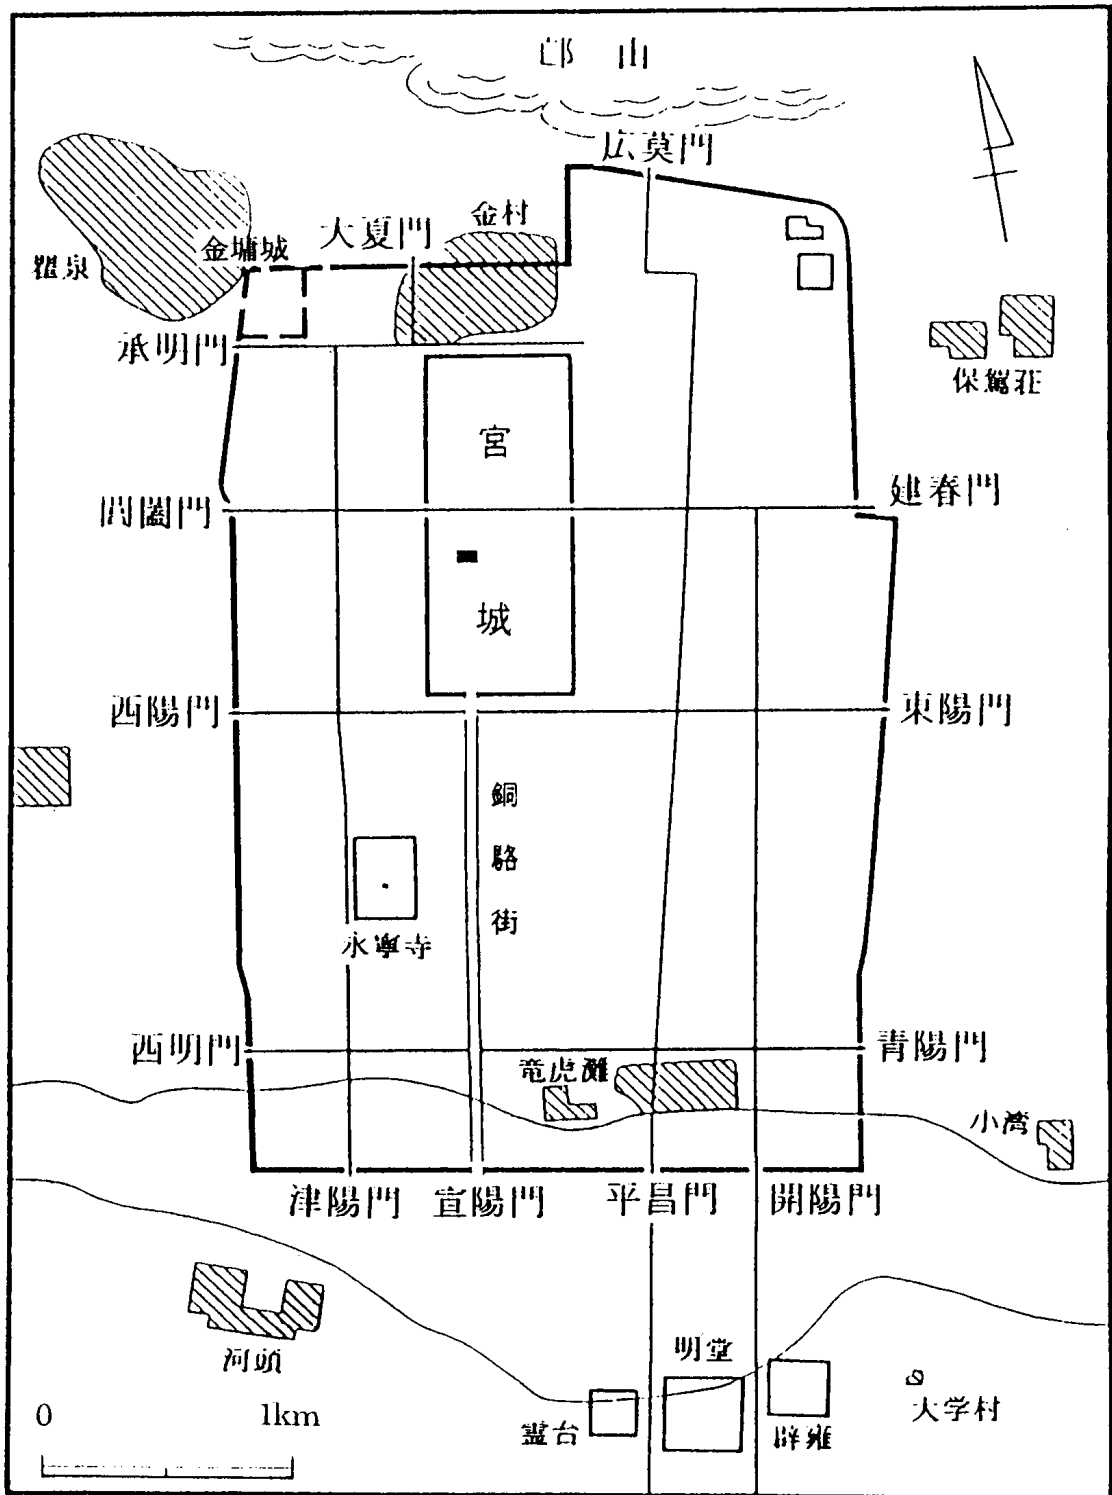 邙 山
広莫門
金村
大夏門
金墉城
翟泉
承明門
保駕荘
宮
城
建春門
閶闔門
西陽門
東陽門
銅
駱
街
永寧寺
西明門
青陽門
竜虎灘
小湾
津陽門 宣陽門 平昌門 開陽門
河頭
明堂
大学村
0 1km
霊台
辟雍